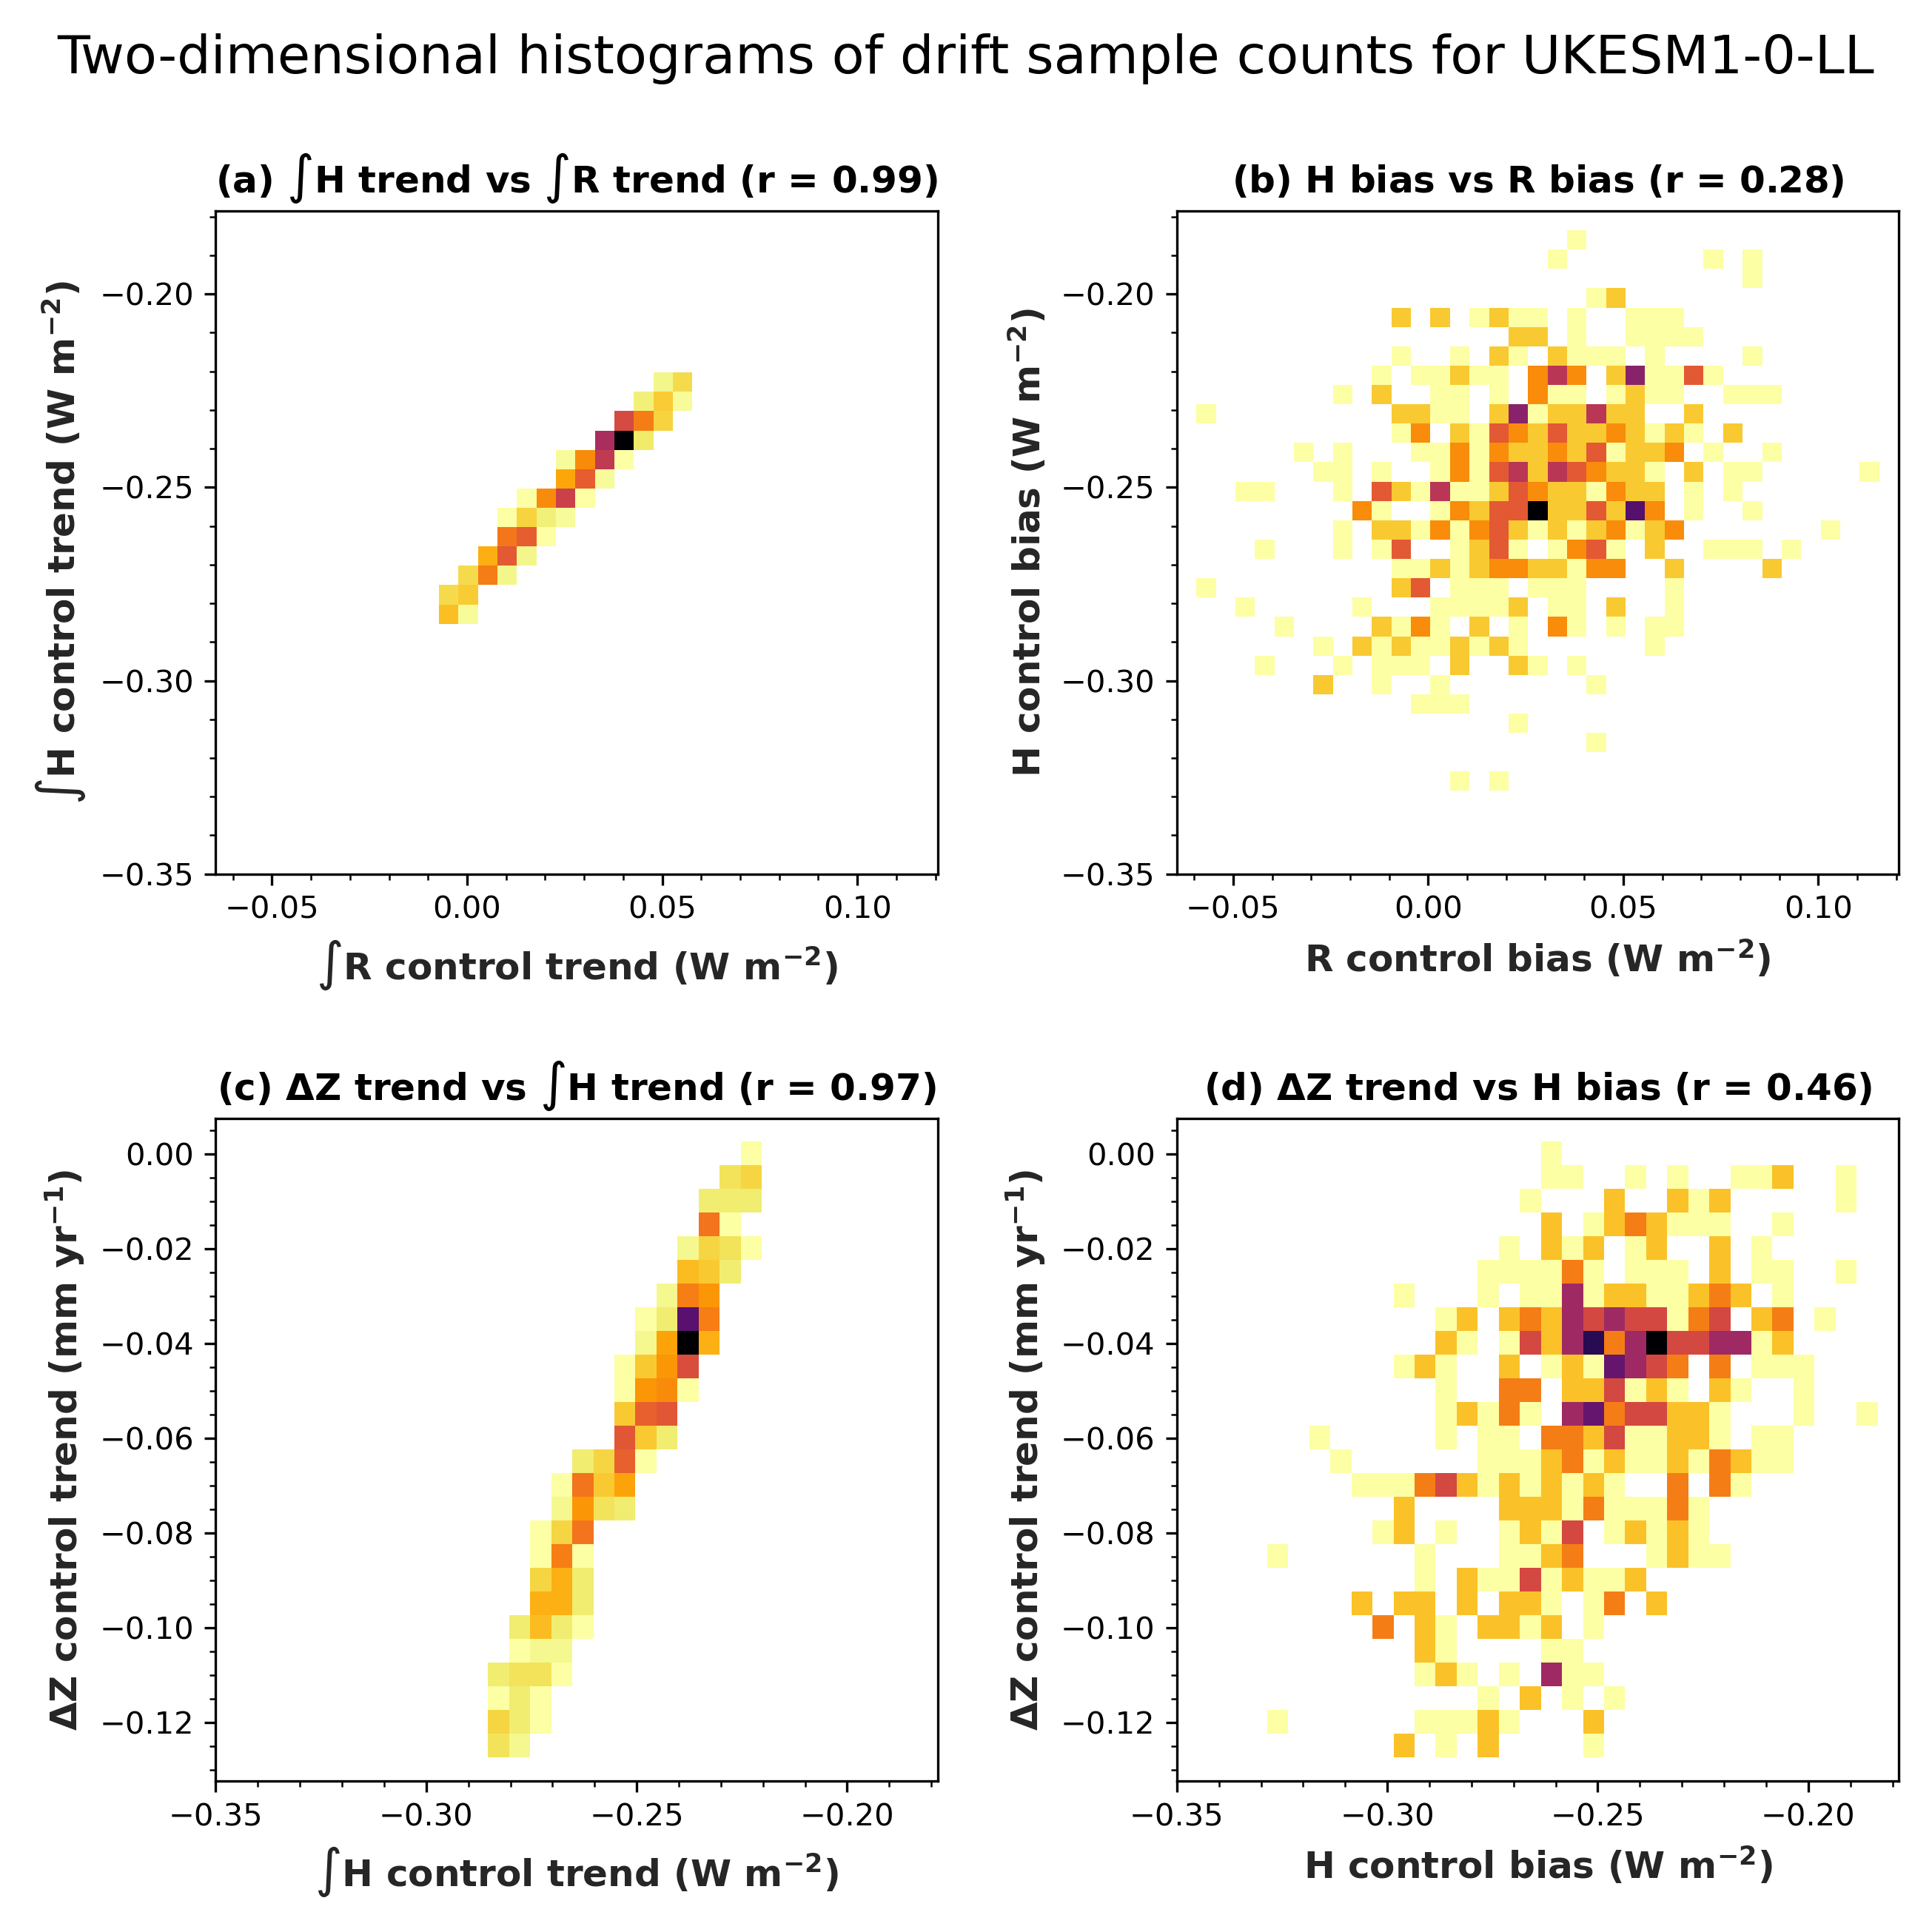 Two-dimensional histograms of drift sample counts for UKESM1-0-LL
(a) ∫H trend vs ∫R trend (r = 0.99)
∫H control trend (W m⁻²)
−0.20
−0.25
−0.30
−0.35
−0.05 0.00 0.05 0.10
∫R control trend (W m⁻²)
(b) H bias vs R bias (r = 0.28)
H control bias (W m⁻²)
−0.20
−0.25
−0.30
−0.35
−0.05 0.00 0.05 0.10
R control bias (W m⁻²)
(c) ΔZ trend vs ∫H trend (r = 0.97)
ΔZ control trend (mm yr⁻¹)
0.00
−0.02
−0.04
−0.06
−0.08
−0.10
−0.12
−0.35 −0.30 −0.25 −0.20
∫H control trend (W m⁻²)
(d) ΔZ trend vs H bias (r = 0.46)
ΔZ control trend (mm yr⁻¹)
0.00
−0.02
−0.04
−0.06
−0.08
−0.10
−0.12
−0.35 −0.30 −0.25 −0.20
H control bias (W m⁻²)